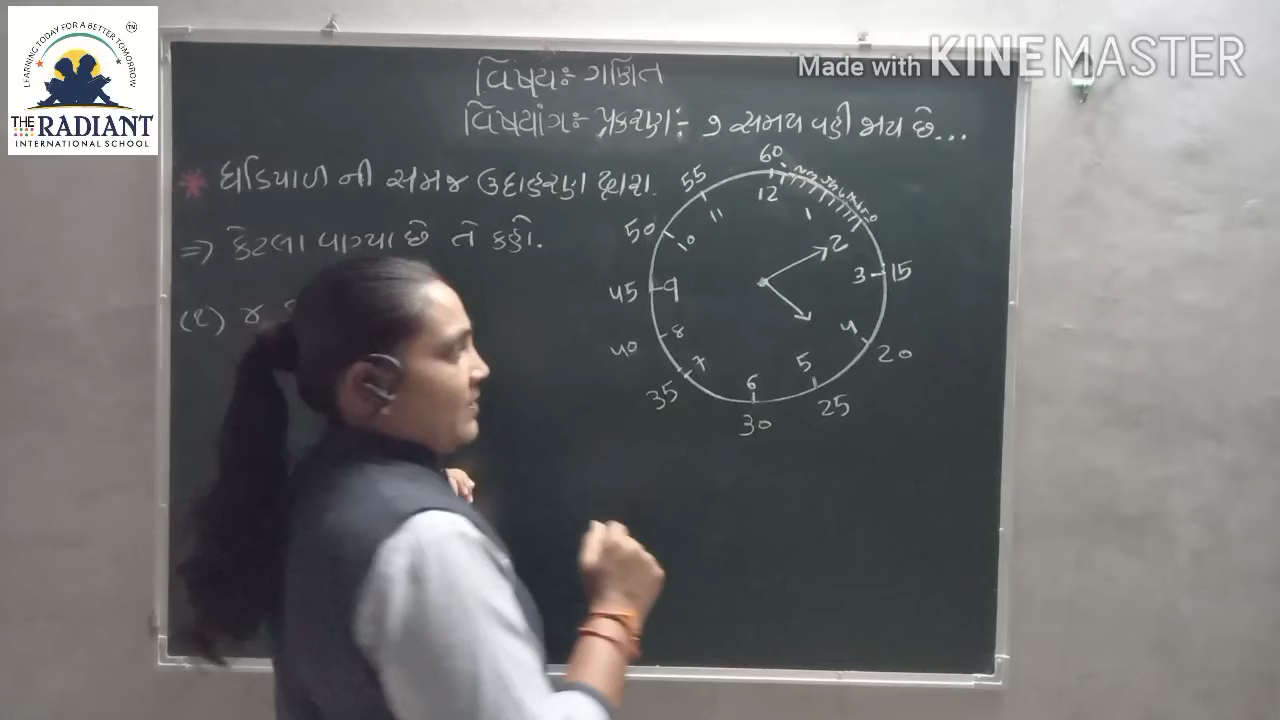 LEARNING TODAY FOR A BETTER TOMORROW
TM
THE RADIANT
INTERNATIONAL SCHOOL
Made with KINEMASTER
વિષય:- ગણિત
વિષયાંગ:- પ્રકરણ:- ૭ સમય વહી જાય છે...
* ઘડિયાળ ની સમજ ઉદાહરણ દ્વારા.
⇒ કેટલા વાગ્યા છે તે કહો.
(૧) ૪
60
12
55
11
1
50
10
2
45
9
3
15
40
8
4
20
35
7
5
25
6
30